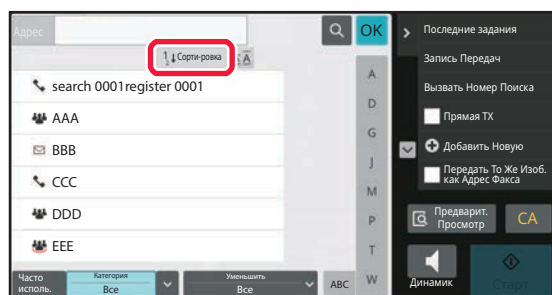 Адрес
OK
Сорти-ровка
search 0001register 0001
AAA
BBB
CCC
DDD
EEE
A
D
G
J
M
P
T
W
Часто
исполь.
Категория
Все
Уменьшить
Все
ABC
Последние задания
Запись Передач
Вызвать Номер Поиска
Прямая TX
Добавить Новую
Передать То Же Изоб.
как Адрес Факса
Предварит.
Просмотр
CA
Динамик
Старт